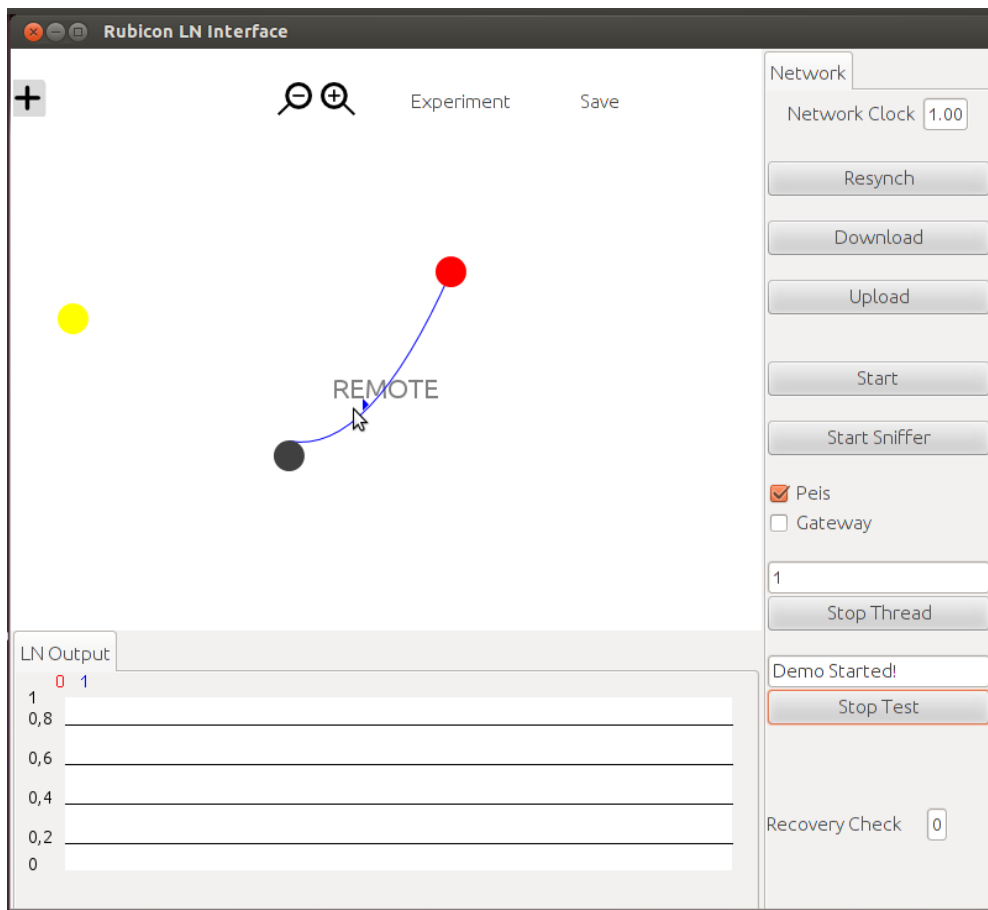 Rubicon LN Interface
Experiment Save
REMOTE
Network
Network Clock 1.00
Resynch
Download
Upload
Start
Start Sniffer
Peis
Gateway
1
Stop Thread
Demo Started!
Stop Test
Recovery Check 0
LN Output
0 1
1
0,8
0,6
0,4
0,2
0